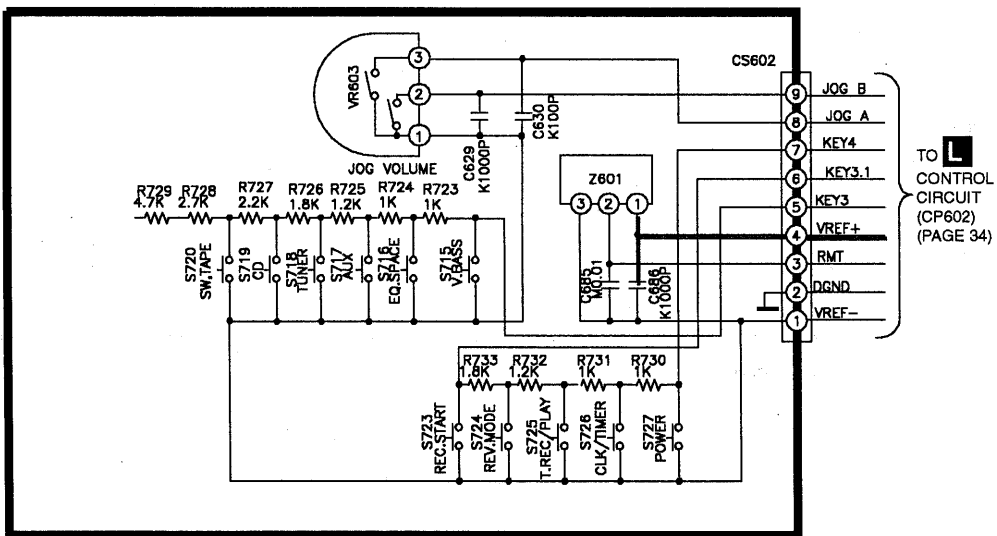 3
2
1
VR603
JOG VOLUME
C629
K1000P
C630
K100P
CS602
9 JOG B
8 JOG A
7 KEY4
6 KEY3.1
5 KEY3
4 VREF+
3 RMT
2 DGND
1 VREF-
TO L
CONTROL
CIRCUIT
(CP602)
(PAGE 34)
Z601
3 2 1
C685
M0.01
C686
K1000P
R729 R728 R727 R726 R725 R724 R723
4.7K 2.7K 2.2K 1.8K 1.2K 1K 1K
S720
SW.TAPE
S719
CD
S718
TUNER
S717
AUX
S716
EQ.SPACE
S715
V.BASS
R733 R732 R731 R730
1.8K 1.2K 1K 1K
S723
REC.START
S724
REV.MODE
S725
T.REC/PLAY
S726
CLK/TIMER
S727
POWER